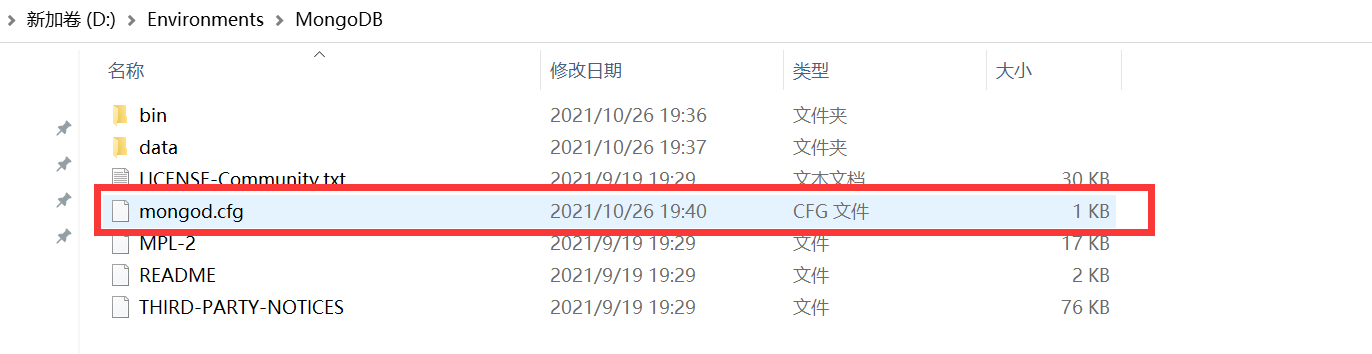 新加卷 (D:) > Environments > MongoDB
名称 修改日期 类型 大小
bin 2021/10/26 19:36 文件夹
data 2021/10/26 19:37 文件夹
LICENSE-Community.txt 2021/9/19 19:29 文本文档 30 KB
mongod.cfg 2021/10/26 19:40 CFG 文件 1 KB
MPL-2 2021/9/19 19:29 文件 17 KB
README 2021/9/19 19:29 文件 2 KB
THIRD-PARTY-NOTICES 2021/9/19 19:29 文件 76 KB